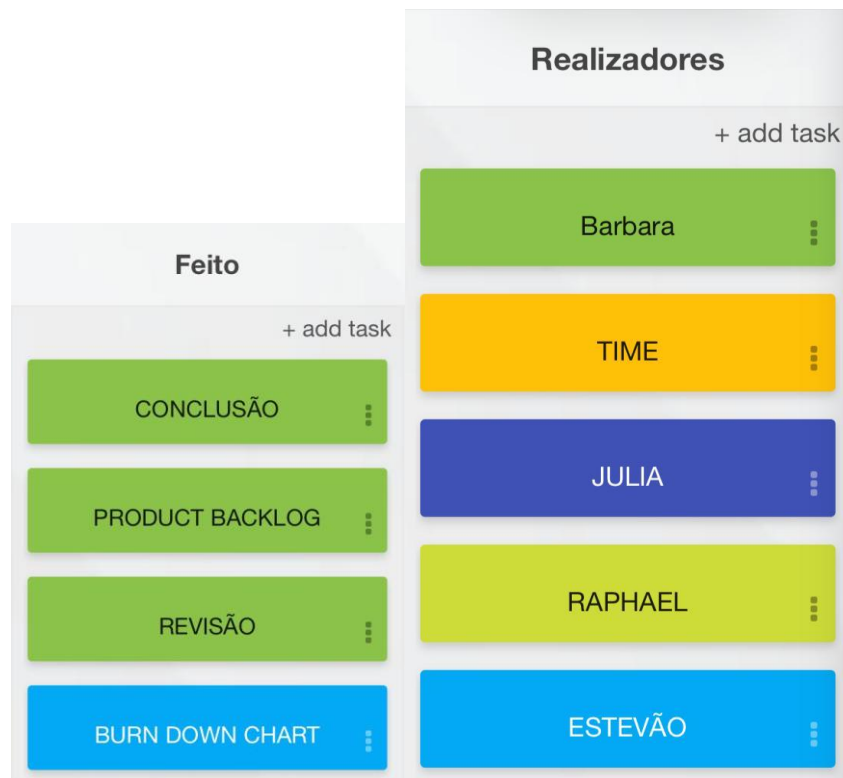 Feito
+ add task
CONCLUSÃO
PRODUCT BACKLOG
REVISÃO
BURN DOWN CHART
Realizadores
+ add task
Barbara
TIME
JULIA
RAPHAEL
ESTEVÃO